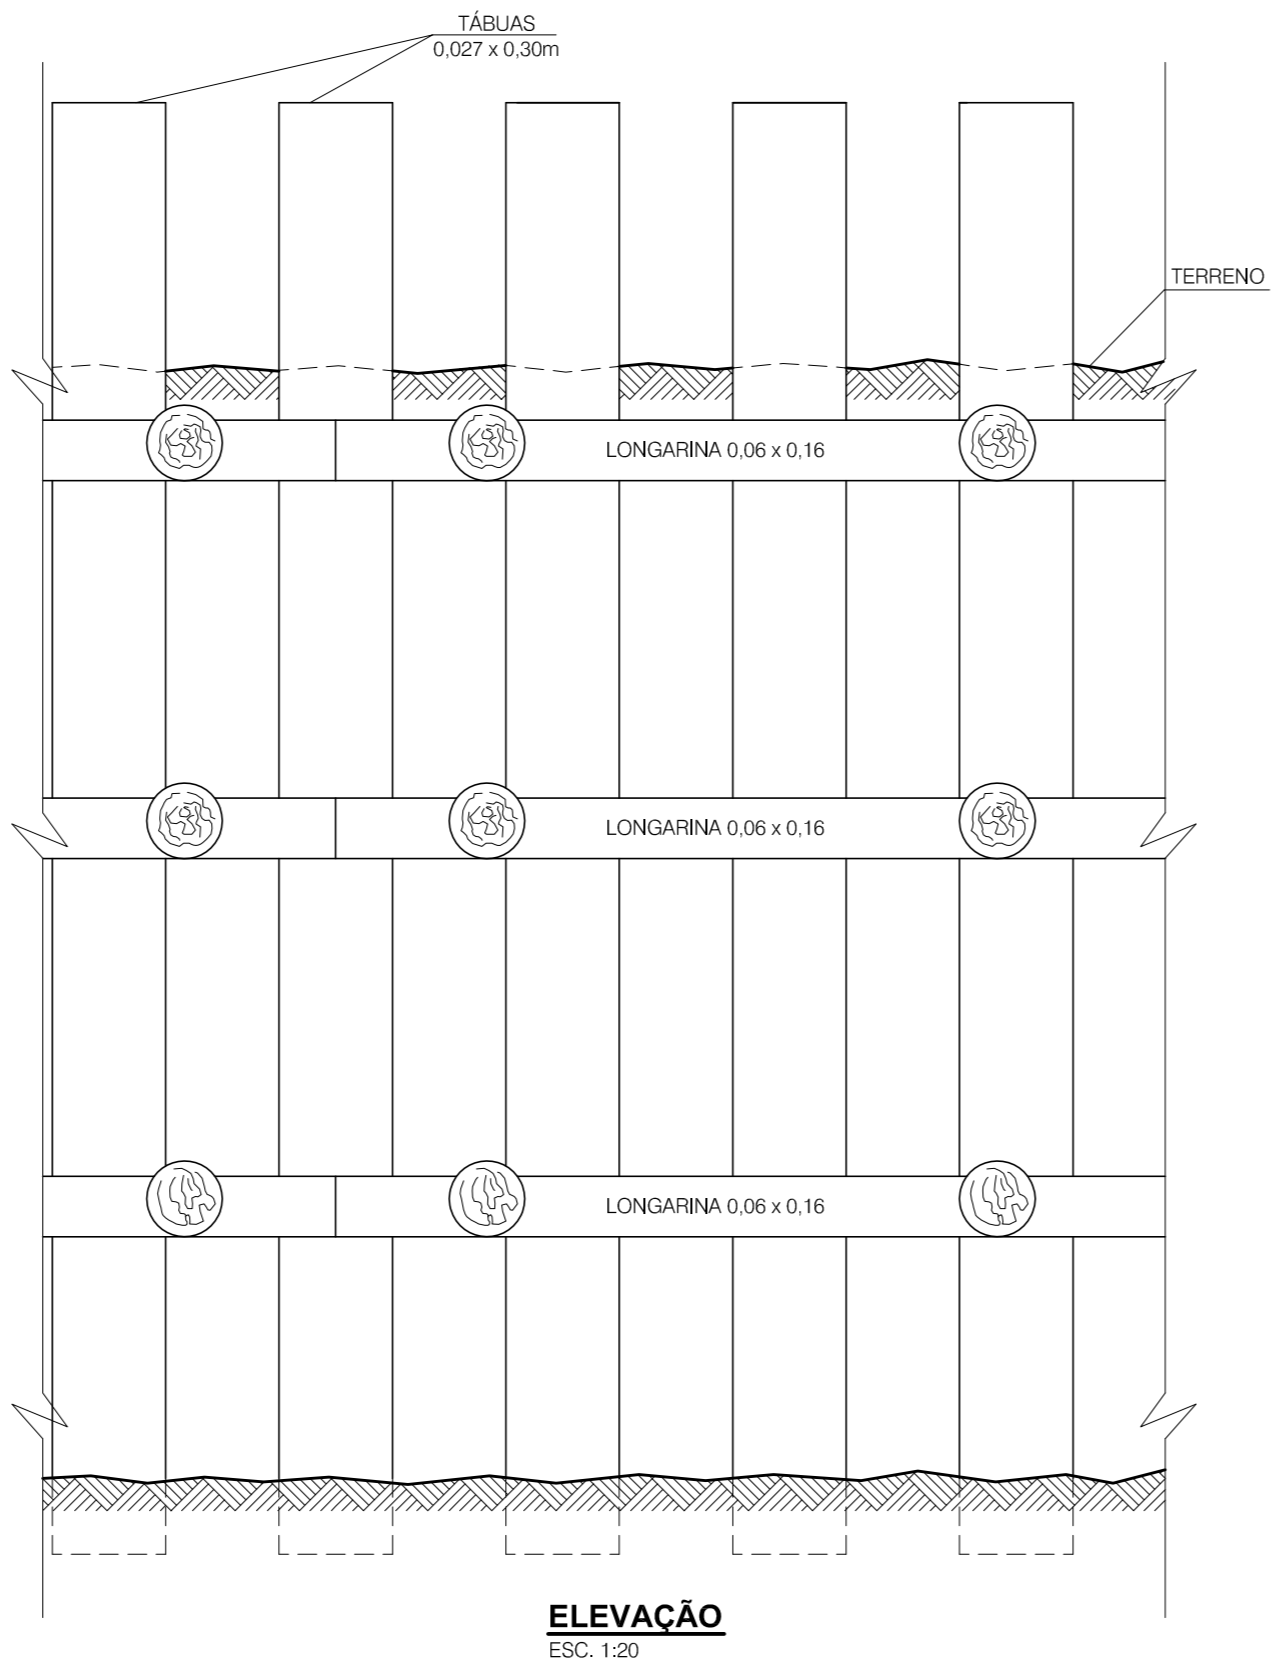 TÁBUAS
0,027 x 0,30m
TERRENO
LONGARINA 0,06 x 0,16
LONGARINA 0,06 x 0,16
LONGARINA 0,06 x 0,16
ELEVAÇÃO
ESC. 1:20